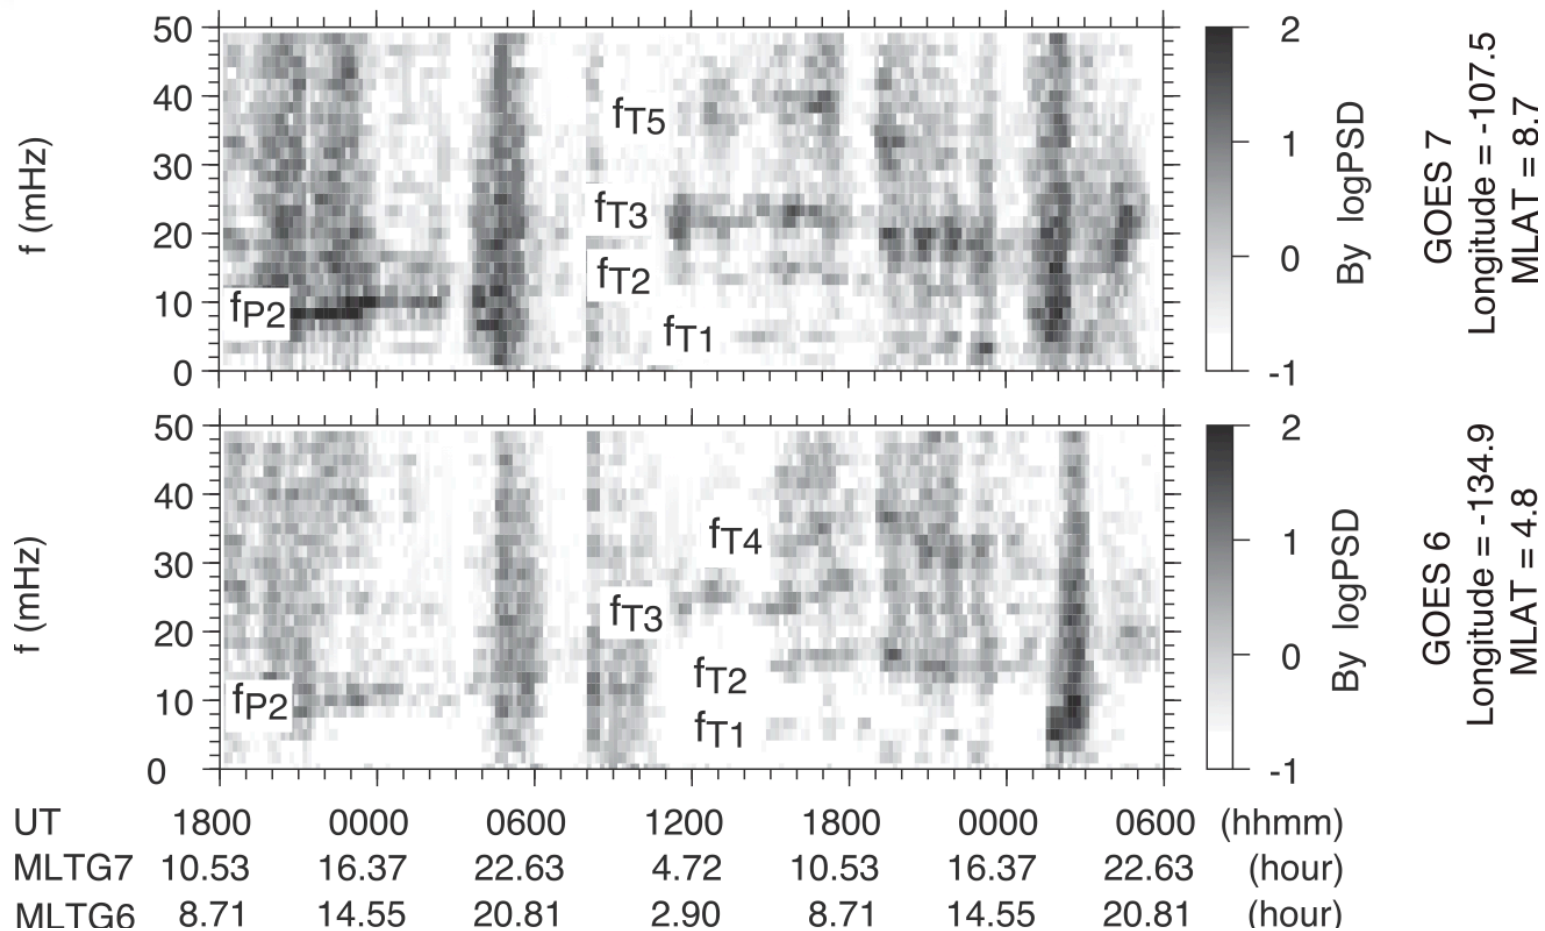 50
40
30
20
10
0
f (mHz)
fP2
fT5
fT3
fT2
fT1
2
1
0
-1
By logPSD
GOES 7
Longitude = -107.5
MLAT = 8.7
50
40
30
20
10
0
f (mHz)
fP2
fT4
fT3
fT2
fT1
2
1
0
-1
By logPSD
GOES 6
Longitude = -134.9
MLAT = 4.8
UT 1800 0000 0600 1200 1800 0000 0600 (hhmm)
MLTG7 10.53 16.37 22.63 4.72 10.53 16.37 22.63 (hour)
MLTG6 8.71 14.55 20.81 2.90 8.71 14.55 20.81 (hour)